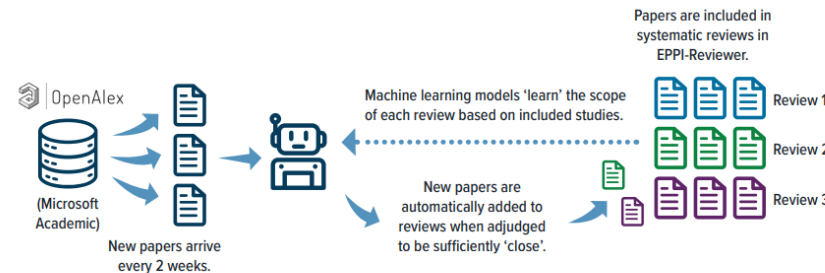 Papers are included in
systematic reviews in
EPPI-Reviewer.
OpenAlex
(Microsoft
Academic)
New papers arrive
every 2 weeks.
Machine learning models ‘learn’ the scope
of each review based on included studies.
New papers are
automatically added to
reviews when adjudged
to be sufficiently ‘close’.
Review 1
Review 2
Review 3